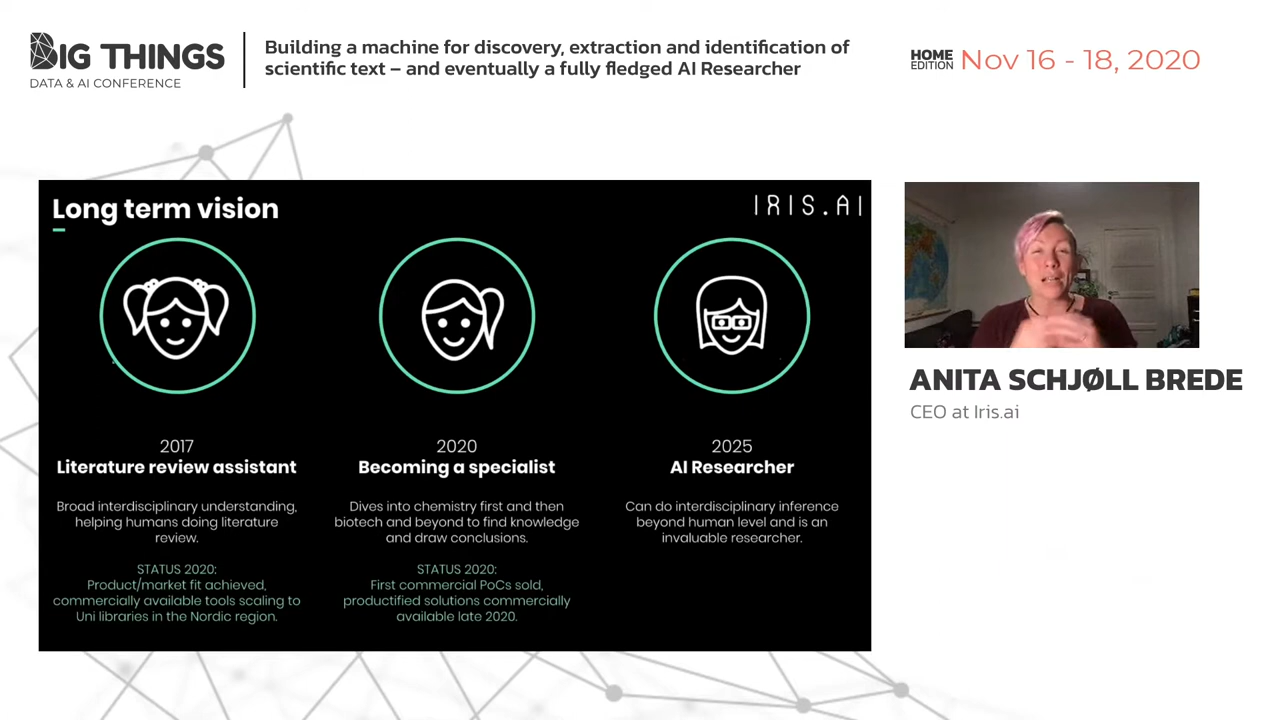 BIG THINGS
DATA & AI CONFERENCE
Building a machine for discovery, extraction and identification of
scientific text – and eventually a fully fledged AI Researcher
HOME
EDITION
Nov 16 - 18, 2020
Long term vision
IRIS.AI
2017
Literature review assistant
Broad interdisciplinary understanding,
helping humans doing literature
review.
STATUS 2020:
Product/market fit achieved,
commercially available tools scaling to
Uni libraries in the Nordic region.
2020
Becoming a specialist
Dives into chemistry first and then
biotech and beyond to find knowledge
and draw conclusions.
STATUS 2020:
First commercial PoCs sold,
productified solutions commercially
available late 2020.
2025
AI Researcher
Can do interdisciplinary inference
beyond human level and is an
invaluable researcher.
ANITA SCHJØLL BREDE
CEO at Iris.ai